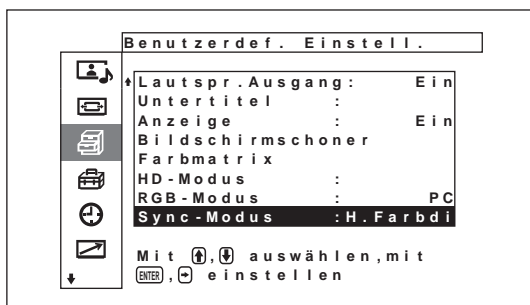 Benutzerdef. Einstell.
Lautspr.Ausgang: Ein
Untertitel :
Anzeige : Ein
Bildschirmschoner
Farbmatrix
HD-Modus :
RGB-Modus : PC
Sync-Modus :H.Farbdi
Mit ↑,↓ auswählen,mit
ENTER,→ einstellen